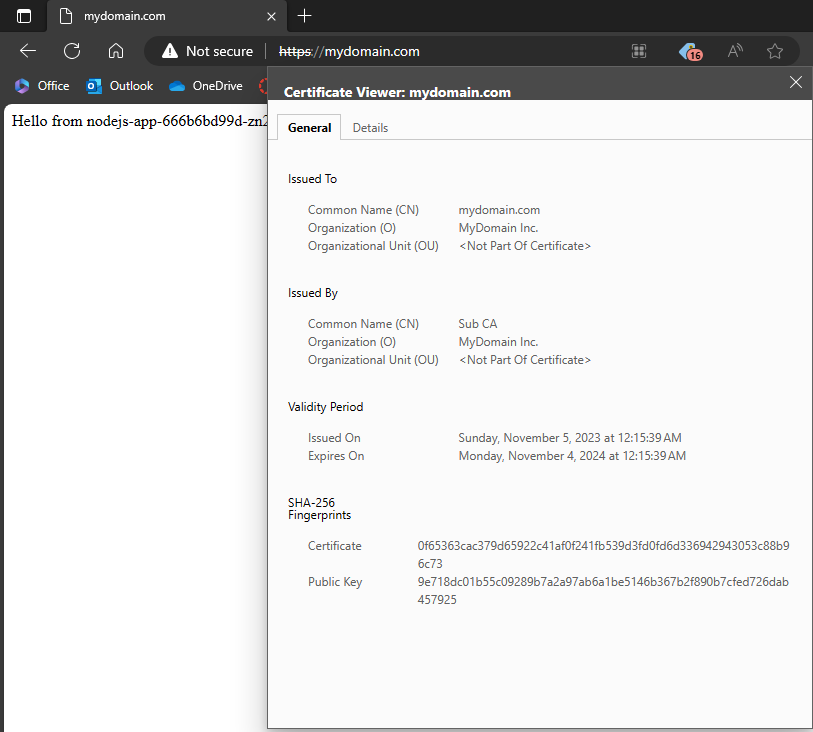 mydomain.com
Not secure https://mydomain.com 16 A
Office Outlook OneDrive
Certificate Viewer: mydomain.com
Hello from nodejs-app-666b6bd99d-zn2
General Details
Issued To
Common Name (CN) mydomain.com
Organization (O) MyDomain Inc.
Organizational Unit (OU) <Not Part Of Certificate>
Issued By
Common Name (CN) Sub CA
Organization (O) MyDomain Inc.
Organizational Unit (OU) <Not Part Of Certificate>
Validity Period
Issued On Sunday, November 5, 2023 at 12:15:39 AM
Expires On Monday, November 4, 2024 at 12:15:39 AM
SHA-256
Fingerprints
Certificate 0f65363cac379d65922c41af0f241fb539d3fd0fd6d336942943053c88b9
6c73
Public Key 9e718dc01b55c09289b7a2a97ab6a1be5146b367b2f890b7cfed726dab
457925